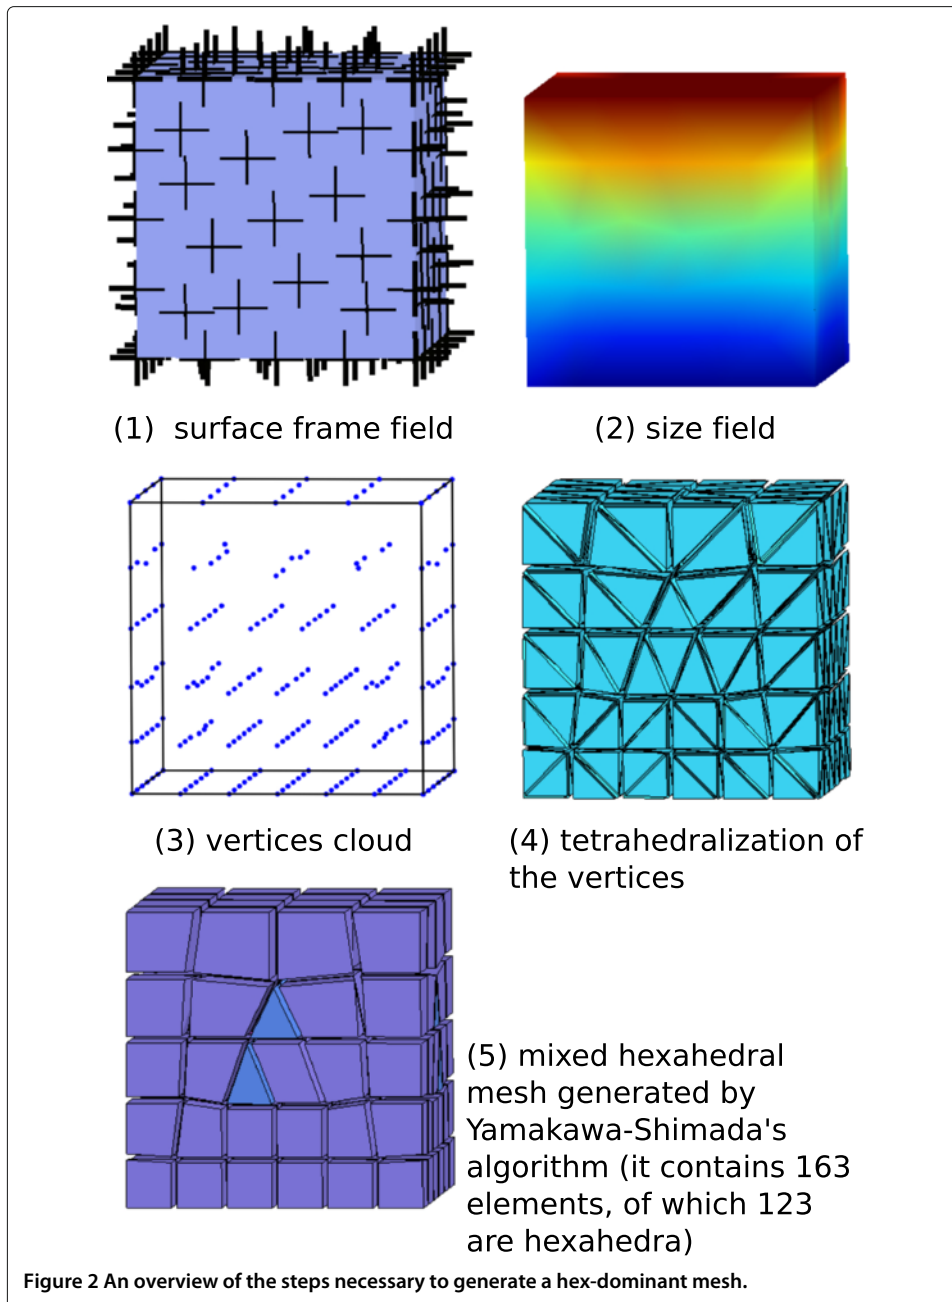 (1) surface frame field
(2) size field
(3) vertices cloud
(4) tetrahedralization of
the vertices
(5) mixed hexahedral
mesh generated by
Yamakawa-Shimada's
algorithm (it contains 163
elements, of which 123
are hexahedra)
Figure 2 An overview of the steps necessary to generate a hex-dominant mesh.